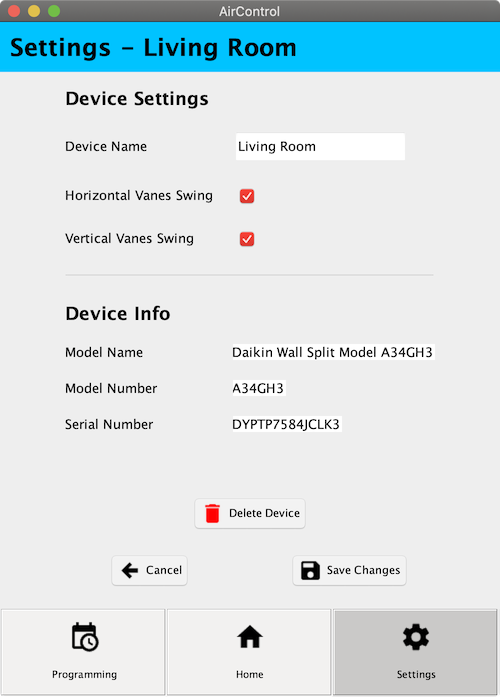 AirControl
Settings – Living Room
Device Settings
Device Name Living Room
Horizontal Vanes Swing
Vertical Vanes Swing
Device Info
Model Name Daikin Wall Split Model A34GH3
Model Number A34GH3
Serial Number DYPTP7584JCLK3
Delete Device
Cancel Save Changes
Programming Home Settings